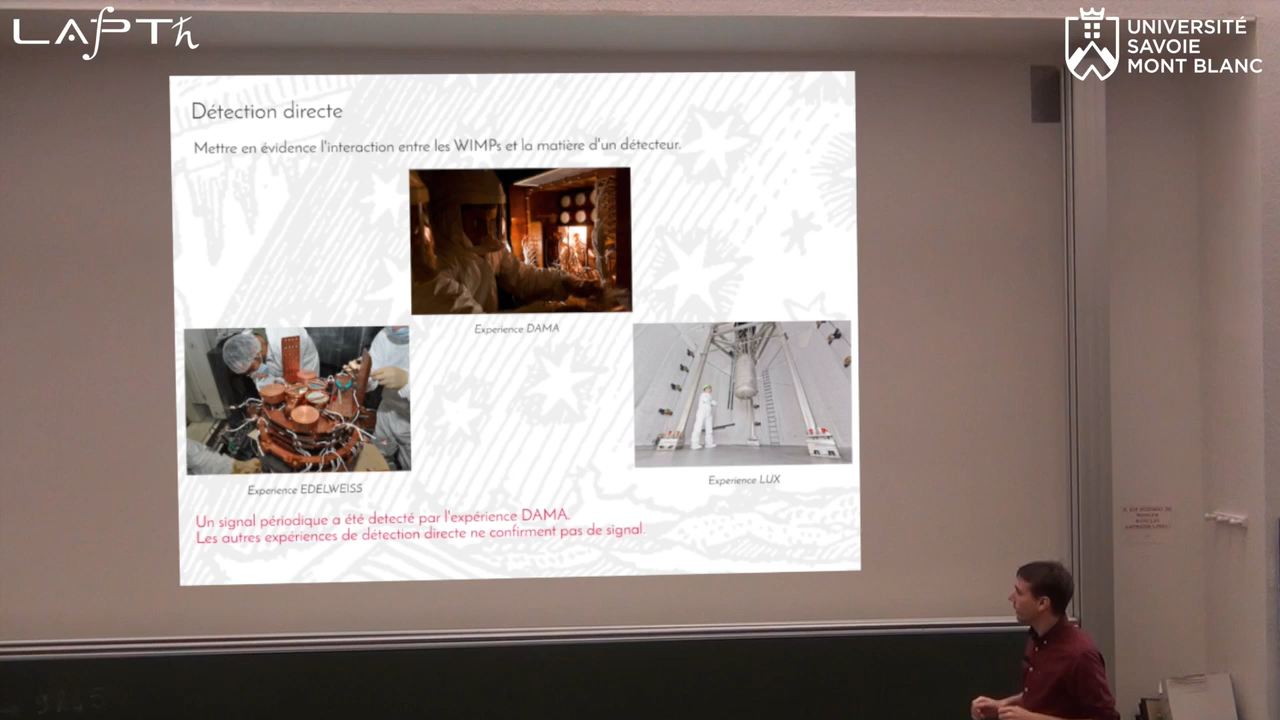 LAPTh
UNIVERSITÉ
SAVOIE
MONT BLANC
Détection directe
Mettre en évidence l'interaction entre les WIMPs et la matière d'un détecteur.
Experience DAMA
Experience EDELWEISS
Experience LUX
Un signal périodique a été detecté par l'expérience DAMA.
Les autres expériences de détection directe ne confirment pas de signal.